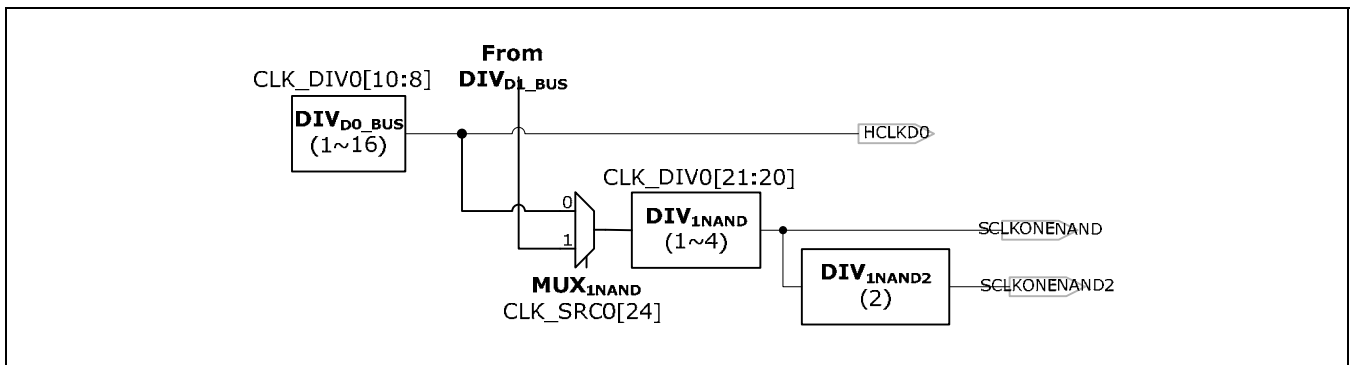 From
DIVD1_BUS
CLK_DIV0[10:8]
DIVD0_BUS
(1~16)
HCLKD0
CLK_DIV0[21:20]
0
1
DIV1NAND
(1~4)
SCLKONENAND
MUX1NAND
CLK_SRC0[24]
DIV1NAND2
(2)
SCLKONENAND2